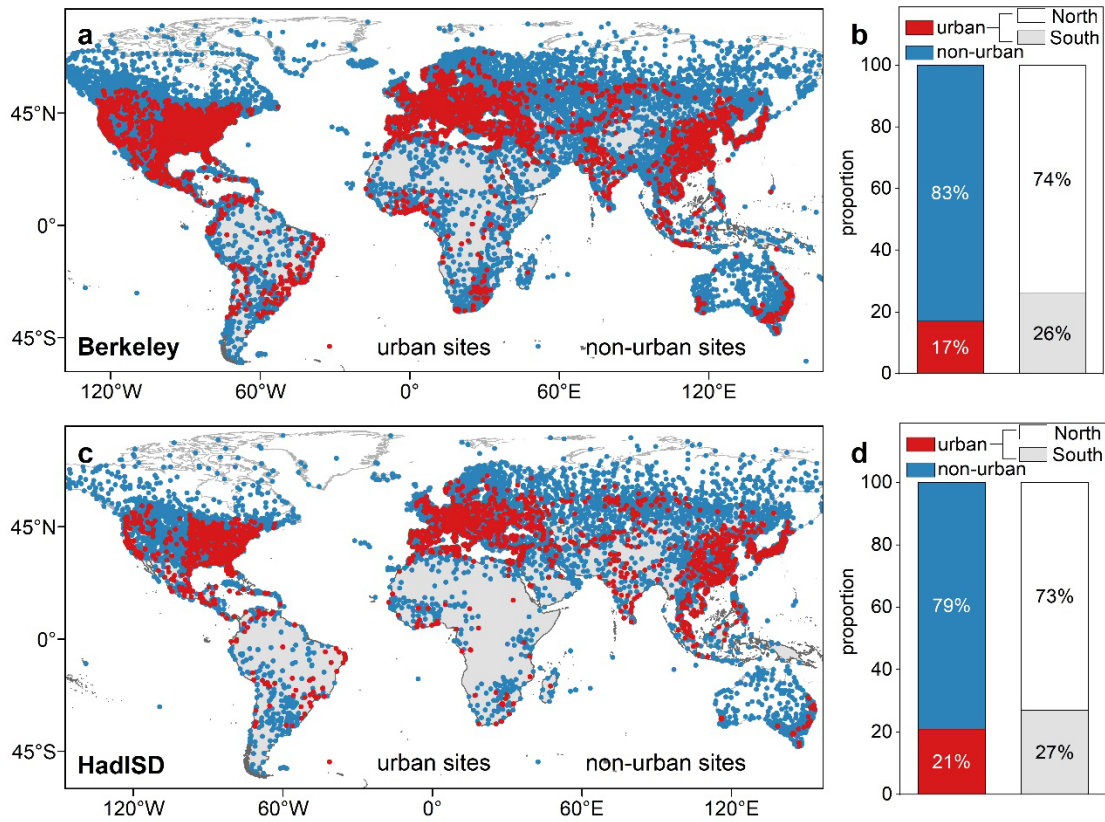 a
45°N
0°
45°S
Berkeley
urban sites
non-urban sites
120°W
60°W
0°
60°E
120°E
b
urban
North
South
non-urban
proportion
100
80
60
40
20
0
83%
17%
74%
26%
c
45°N
0°
45°S
HadISD
urban sites
non-urban sites
120°W
60°W
0°
60°E
120°E
d
urban
North
South
non-urban
proportion
100
80
60
40
20
0
79%
21%
73%
27%